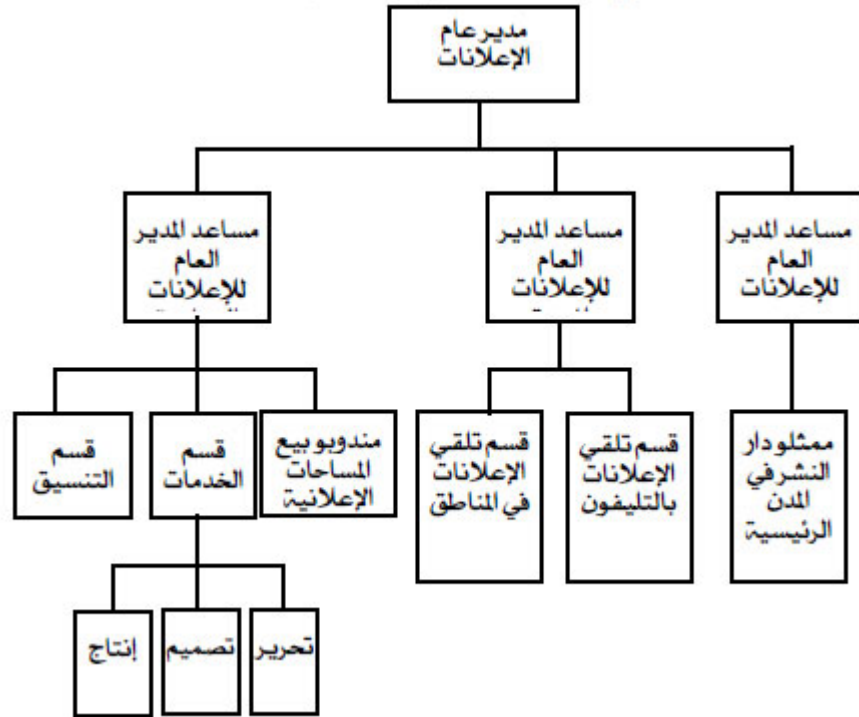 مدير عام
الإعلانات
مساعد المدير
العام
للإعلانات
مساعد المدير
العام
للإعلانات
مساعد المدير
العام
للإعلانات
ممثلو دار
النشر في
المدن
الرئيسية
قسم تلقي
الإعلانات
بالتليفون
قسم تلقي
الإعلانات
في المناطق
مندوبو بيع
المساحات
الإعلانية
قسم
الخدمات
قسم
التنسيق
تحرير
تصميم
إنتاج